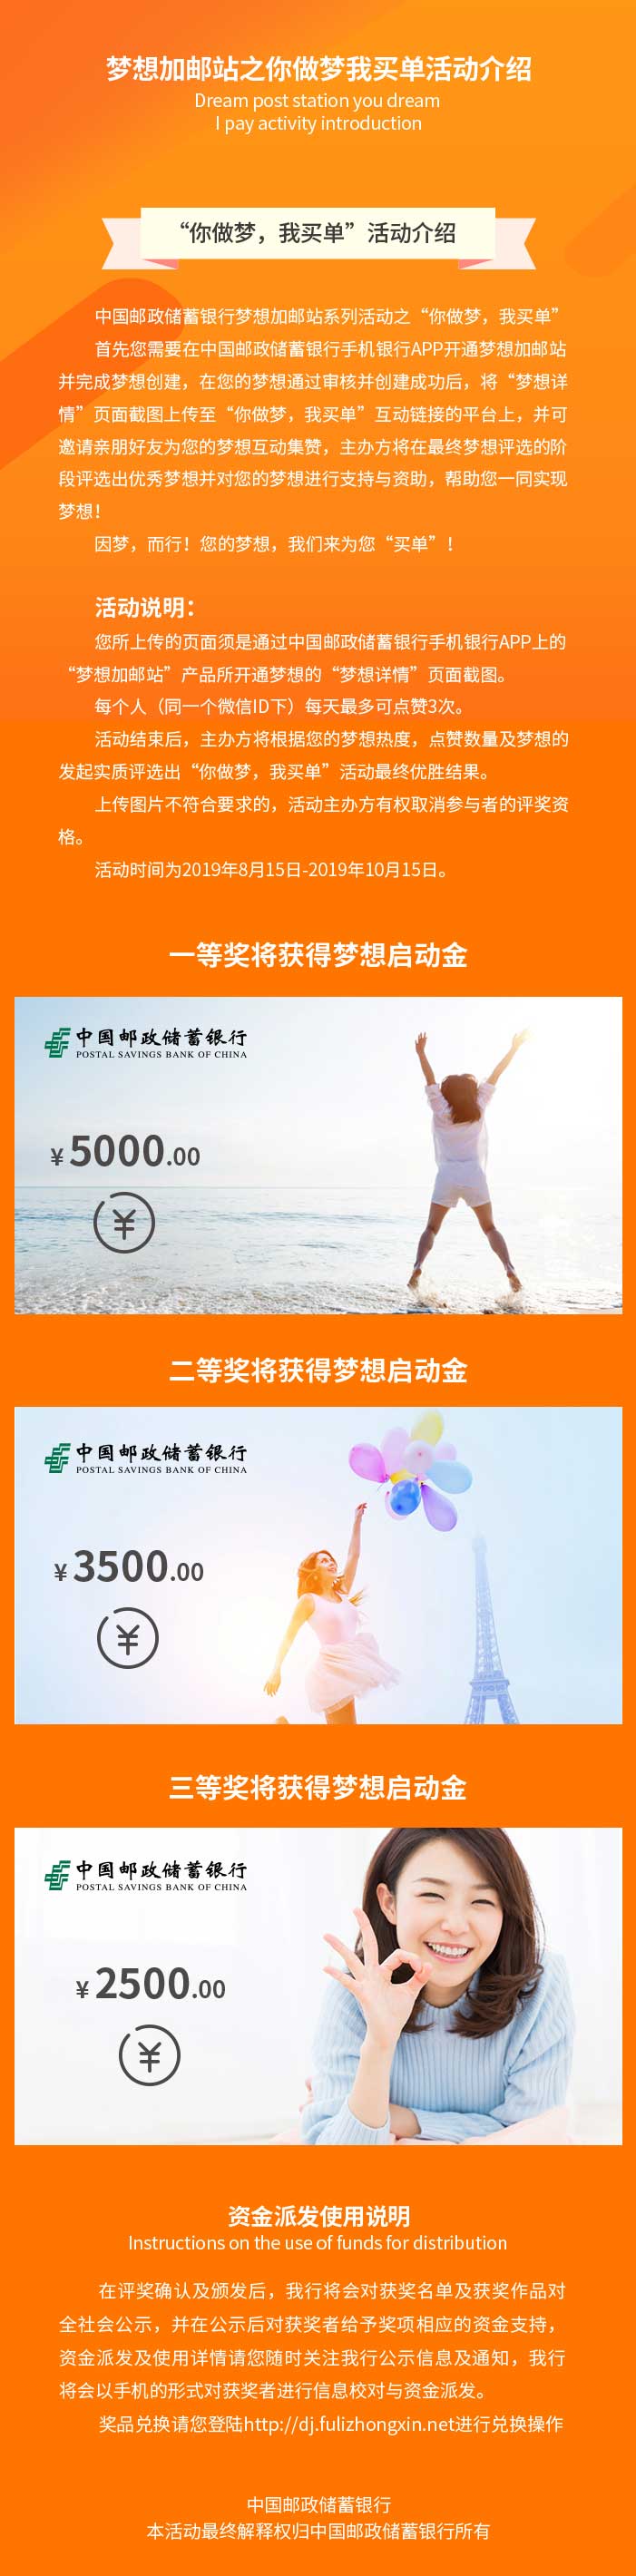 梦想加邮站之你做梦我买单活动介绍
Dream post station you dream
I pay activity introduction
“你做梦，我买单”活动介绍
中国邮政储蓄银行梦想加邮站系列活动之“你做梦，我买单”
首先您需要在中国邮政储蓄银行手机银行APP开通梦想加邮站
并完成梦想创建，在您的梦想通过审核并创建成功后，将“梦想详
情”页面截图上传至“你做梦，我买单”互动链接的平台上，并可
邀请亲朋好友为您的梦想互动集赞，主办方将在最终梦想评选的阶
段评选出优秀梦想并对您的梦想进行支持与资助，帮助您一同实现
梦想！
因梦，而行！您的梦想，我们来为您“买单”！
活动说明：
您所上传的页面须是通过中国邮政储蓄银行手机银行APP上的
“梦想加邮站”产品所开通梦想的“梦想详情”页面截图。
每个人（同一个微信ID下）每天最多可点赞3次。
活动结束后，主办方将根据您的梦想热度，点赞数量及梦想的
发起实质评选出“你做梦，我买单”活动最终优胜结果。
上传图片不符合要求的，活动主办方有权取消参与者的评奖资
格。
活动时间为2019年8月15日-2019年10月15日。
一等奖将获得梦想启动金
中国邮政储蓄银行
POSTAL SAVINGS BANK OF CHINA
¥5000.00
¥
二等奖将获得梦想启动金
中国邮政储蓄银行
POSTAL SAVINGS BANK OF CHINA
¥3500.00
¥
三等奖将获得梦想启动金
中国邮政储蓄银行
POSTAL SAVINGS BANK OF CHINA
¥2500.00
¥
资金派发使用说明
Instructions on the use of funds for distribution
在评奖确认及颁发后，我行将会对获奖名单及获奖作品对
全社会公示，并在公示后对获奖者给予奖项相应的资金支持，
资金派发及使用详情请您随时关注我行公示信息及通知，我行
将会以手机的形式对获奖者进行信息校对与资金派发。
奖品兑换请您登陆http://dj.fulizhongxin.net进行兑换操作
中国邮政储蓄银行
本活动最终解释权归中国邮政储蓄银行所有